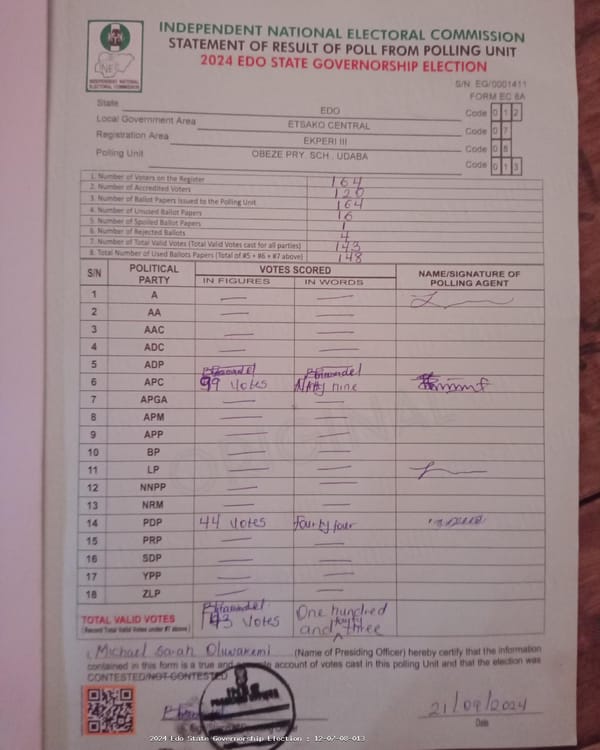 INDEPENDENT NATIONAL ELECTORAL COMMISSION
STATEMENT OF RESULT OF POLL FROM POLLING UNIT
2024 EDO STATE GOVERNORSHIP ELECTION
INEC
INDEPENDENT NATIONAL
ELECTORAL COMMISSION
S/N EG/0001411
FORM EC 8A
State EDO Code 0 1 2
Local Government Area ETSAKO CENTRAL Code 0 7
Registration Area EKPERI III Code 0 8
Polling Unit OBEZE PRY. SCH., UDABA Code 0 1 3
1. Number of Voters on the Register 164
2. Number of Accredited Voters 120
3. Number of Ballot Papers Issued to the Polling Unit 164
4. Number of Unused Ballot Papers 16
5. Number of Spoiled Ballot Papers 1
6. Number of Rejected Ballots 4
7. Number of Total Valid Votes (Total Valid Votes cast for all parties) 143
8. Total Number of Used Ballots Papers (Total of #5 + #6 + #7 above) 148
S/N POLITICAL PARTY VOTES SCORED NAME/SIGNATURE OF POLLING AGENT
IN FIGURES IN WORDS
1 A
2 AA
3 AAC
4 ADC
5 ADP
6 APC 99 votes Ninty nine
7 APGA
8 APM
9 APP
10 BP
11 LP
12 NNPP
13 NRM
14 PDP 44 votes Fourty four
15 PRP
16 SDP
17 YPP
18 ZLP
ORIGINAL
TOTAL VALID VOTES 143 votes One hundred
(Record Total Valid Votes under #7 above) and fourty three
I, Michael Sarah Oluwakemi (Name of Presiding Officer) hereby certify that the information
contained in this form is a true and account of votes cast in this polling Unit and that the election was
CONTESTED/NOT CONTESTED
21/09/2024
Date
2024 Edo State Governorship Election : 12-07-08-013